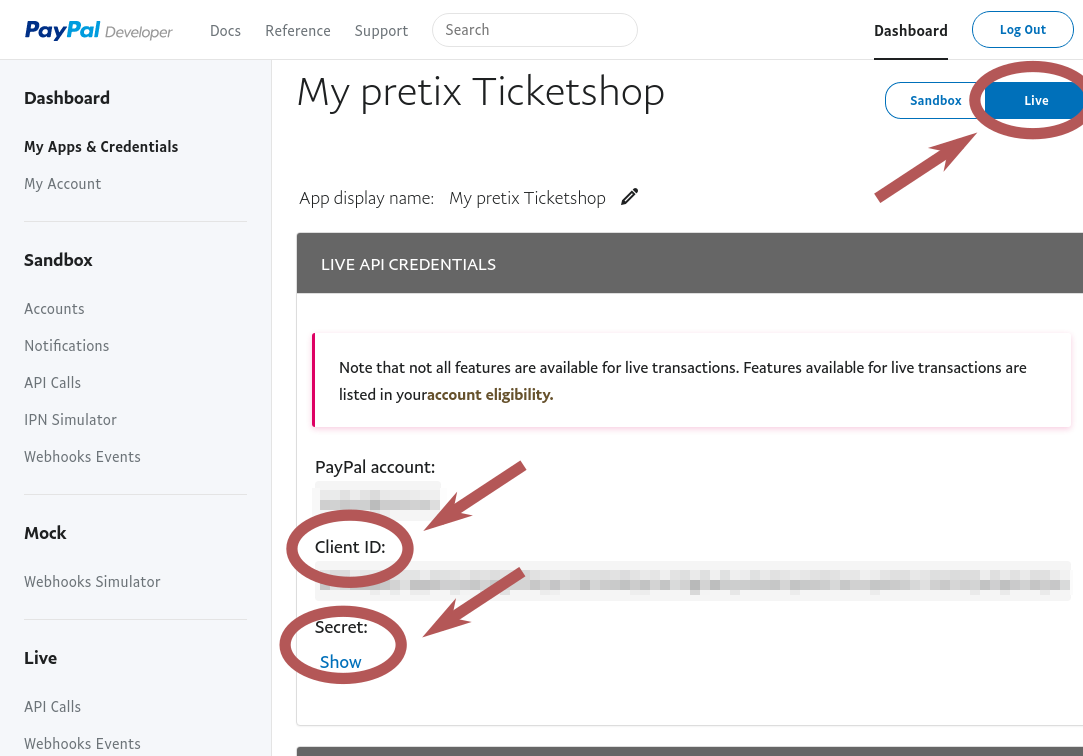 PayPal Developer
Docs Reference Support Search Dashboard Log Out
Dashboard
My Apps & Credentials
My Account
Sandbox
Accounts
Notifications
API Calls
IPN Simulator
Webhooks Events
Mock
Webhooks Simulator
Live
API Calls
Webhooks Events
My pretix Ticketshop
Sandbox Live
App display name: My pretix Ticketshop
LIVE API CREDENTIALS
Note that not all features are available for live transactions. Features available for live transactions are
listed in youraccount eligibility.
PayPal account:
Client ID:
Secret:
Show